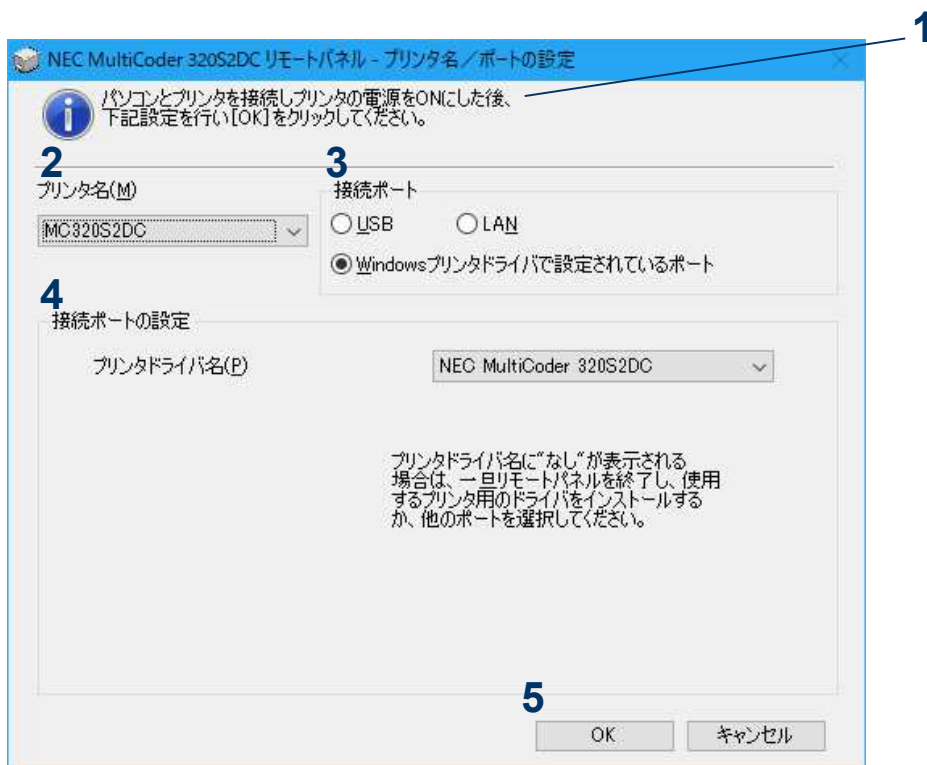 1
NEC MultiCoder 320S2DC リモートパネル - プリンタ名／ポートの設定
パソコンとプリンタを接続しプリンタの電源をONにした後、
下記設定を行い[OK]をクリックしてください。
2
プリンタ名(M)
MC320S2DC
3
接続ポート
USB LAN
Windowsプリンタドライバで設定されているポート
4
接続ポートの設定
プリンタドライバ名(P) NEC MultiCoder 320S2DC
プリンタドライバ名に“なし”が表示される
場合は、一旦リモートパネルを終了し、使用
するプリンタ用のドライバをインストールする
か、他のポートを選択してください。
5
OK キャンセル